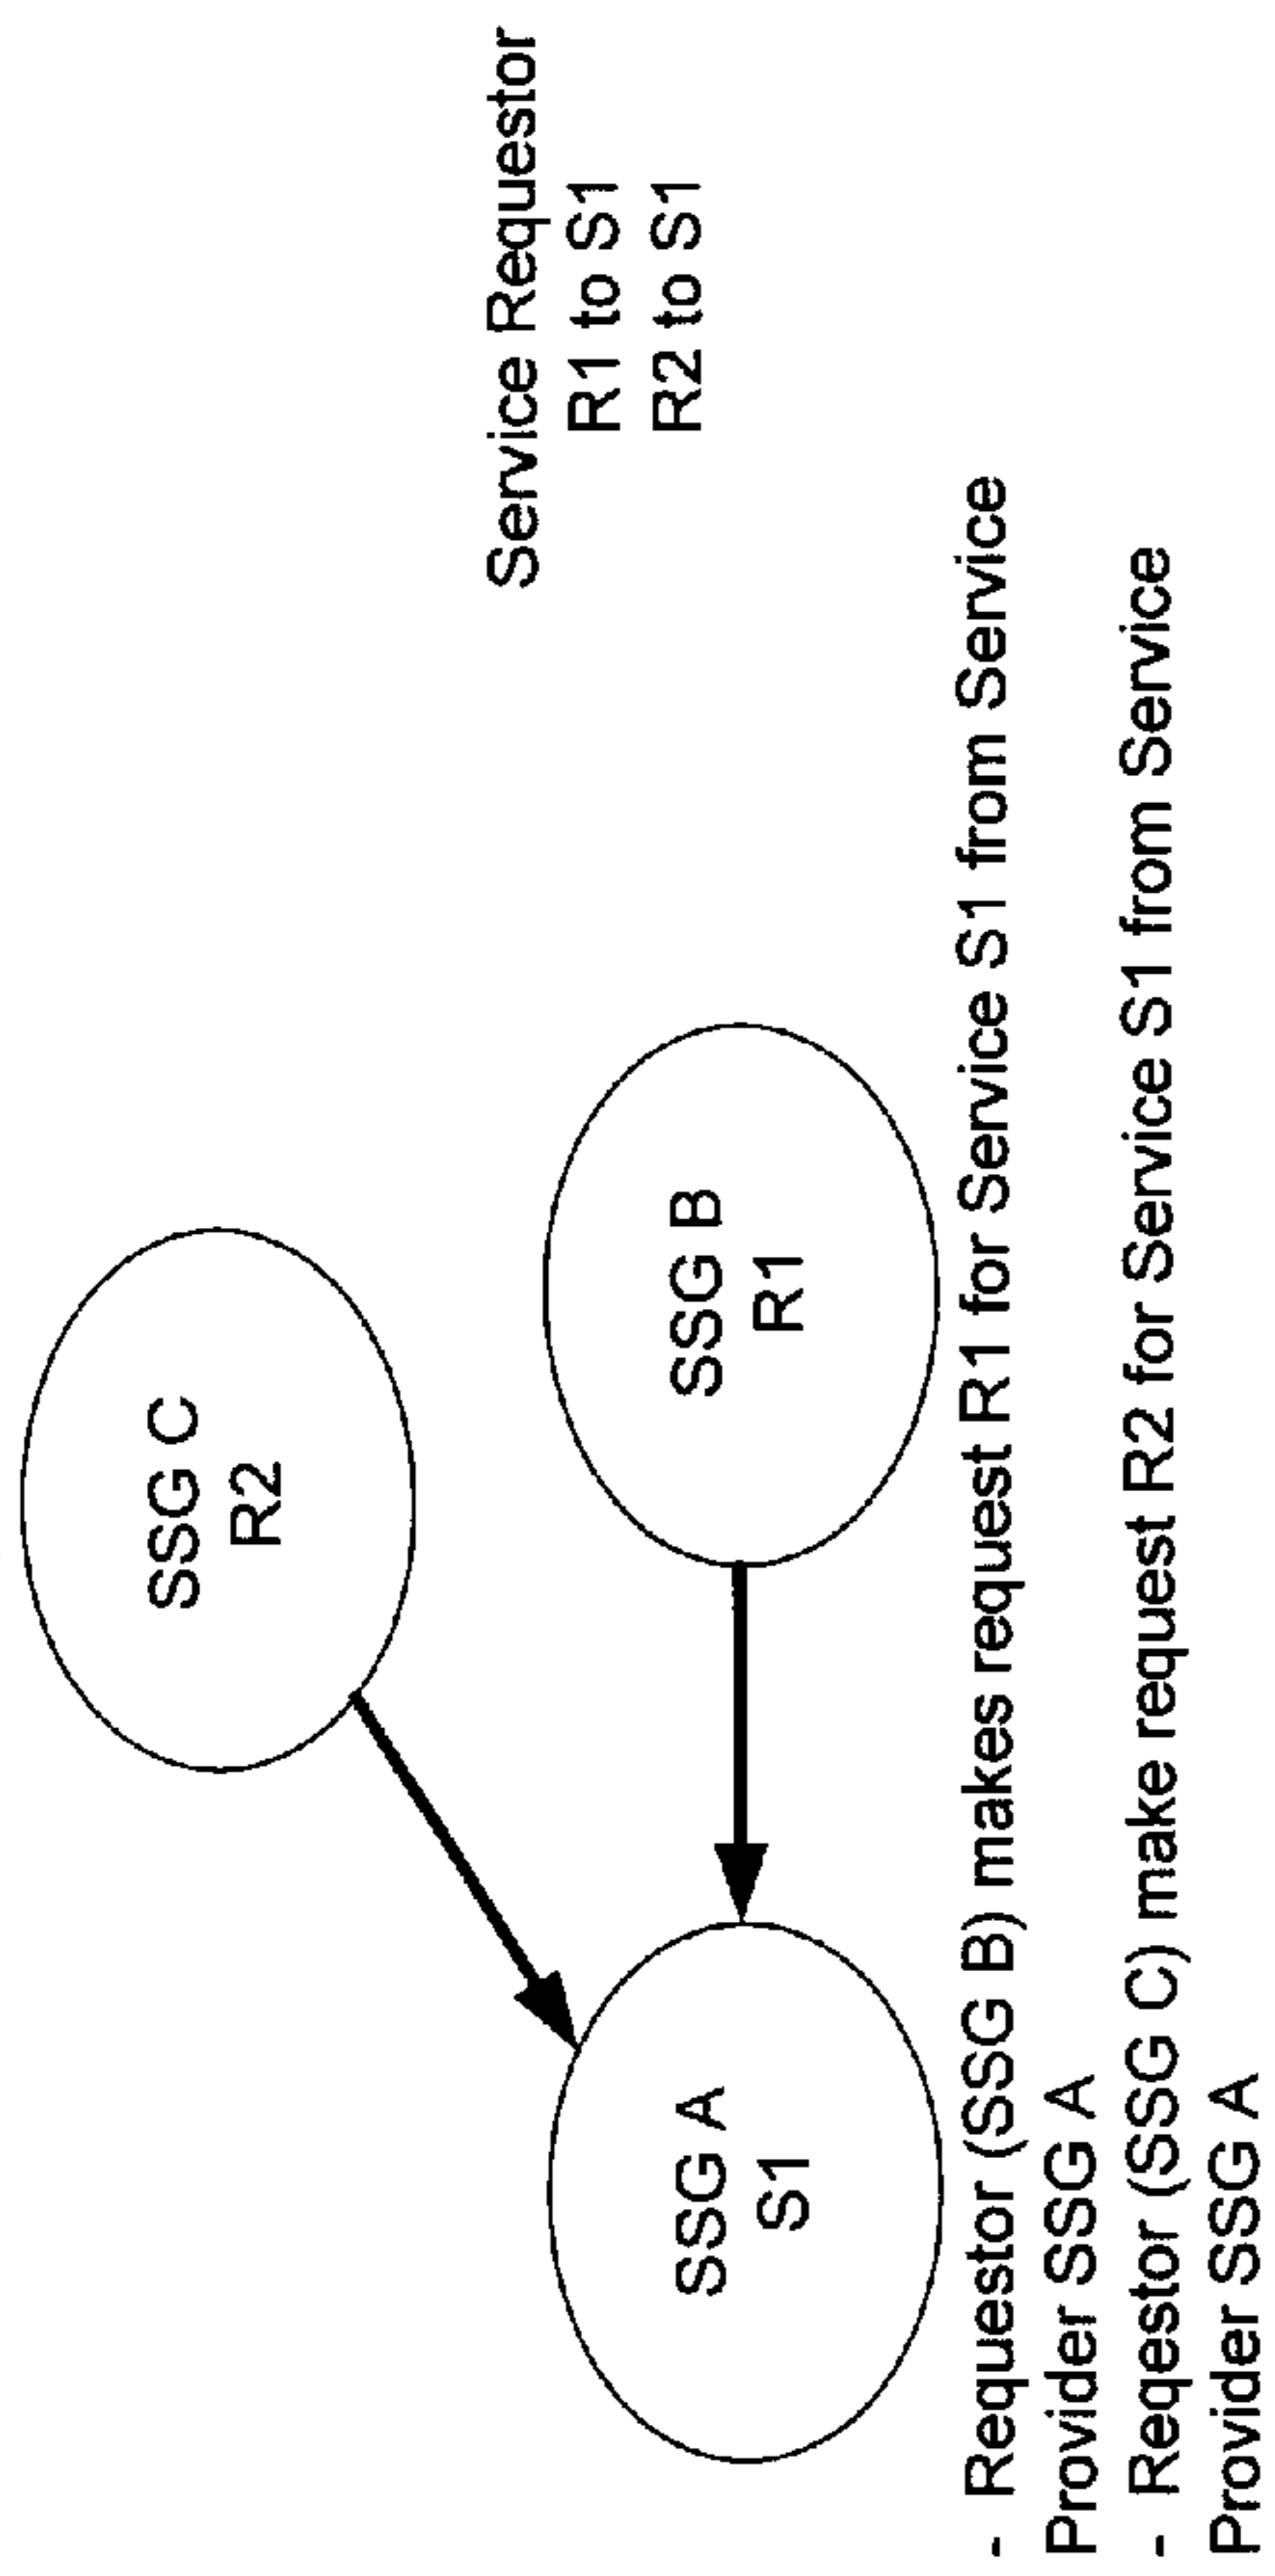 SSG C
R2
SSG A
S1
SSG B
R1
Service Requestor
R1 to S1
R2 to S1
- Requestor (SSG B) makes request R1 for Service S1 from Service
Provider SSG A
- Reqestor (SSG C) make request R2 for Service S1 from Service
Provider SSG A